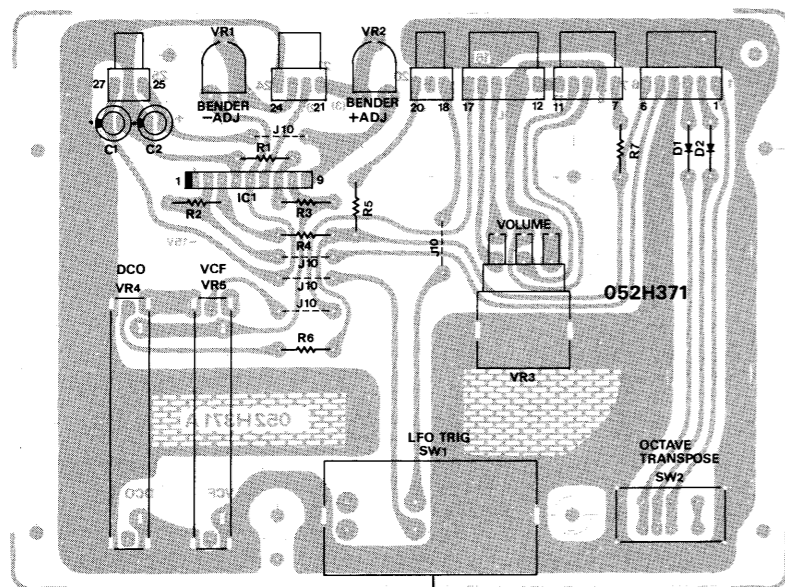 VR1
VR2
27
25
24
21
20
18
17
12
11
7
6
1
BENDER
−ADJ
BENDER
+ADJ
C1
C2
J10
R1
1
9
IC1
R2
R3
R5
R7
D1
D2
R4
J10
J10
VOLUME
−15V
DCO
VR4
VCF
VR5
J10
J10
052H371
R6
VR3
052H371A
LFO TRIG
SW1
OCTAVE
TRANSPOSE
SW2
DCO
VCF